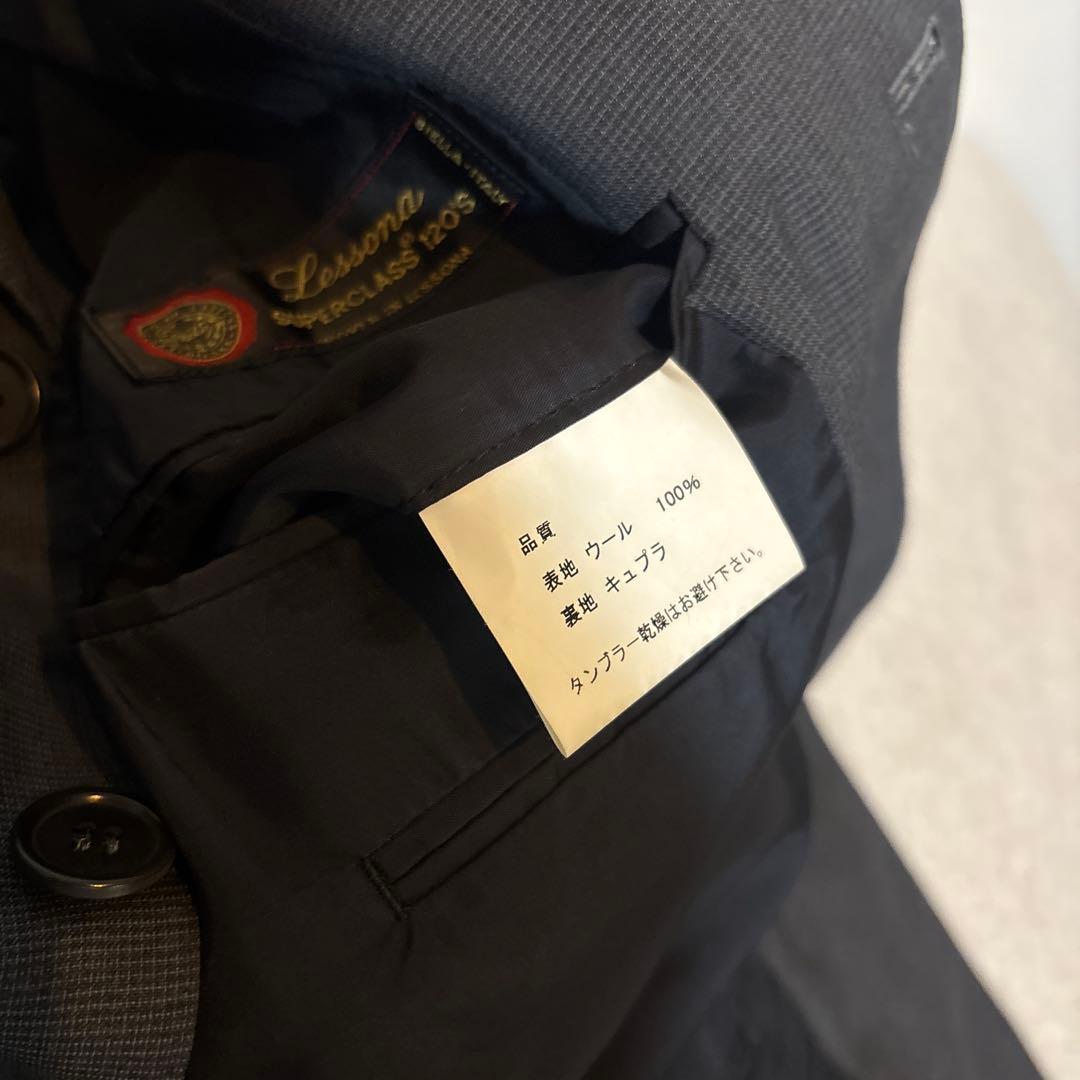 BIELLA - ITALY
Lessona
SUPERCLASS 120'S
品質
表地 ウール 100%
裏地 キュプラ
タンブラー乾燥はお避け下さい。